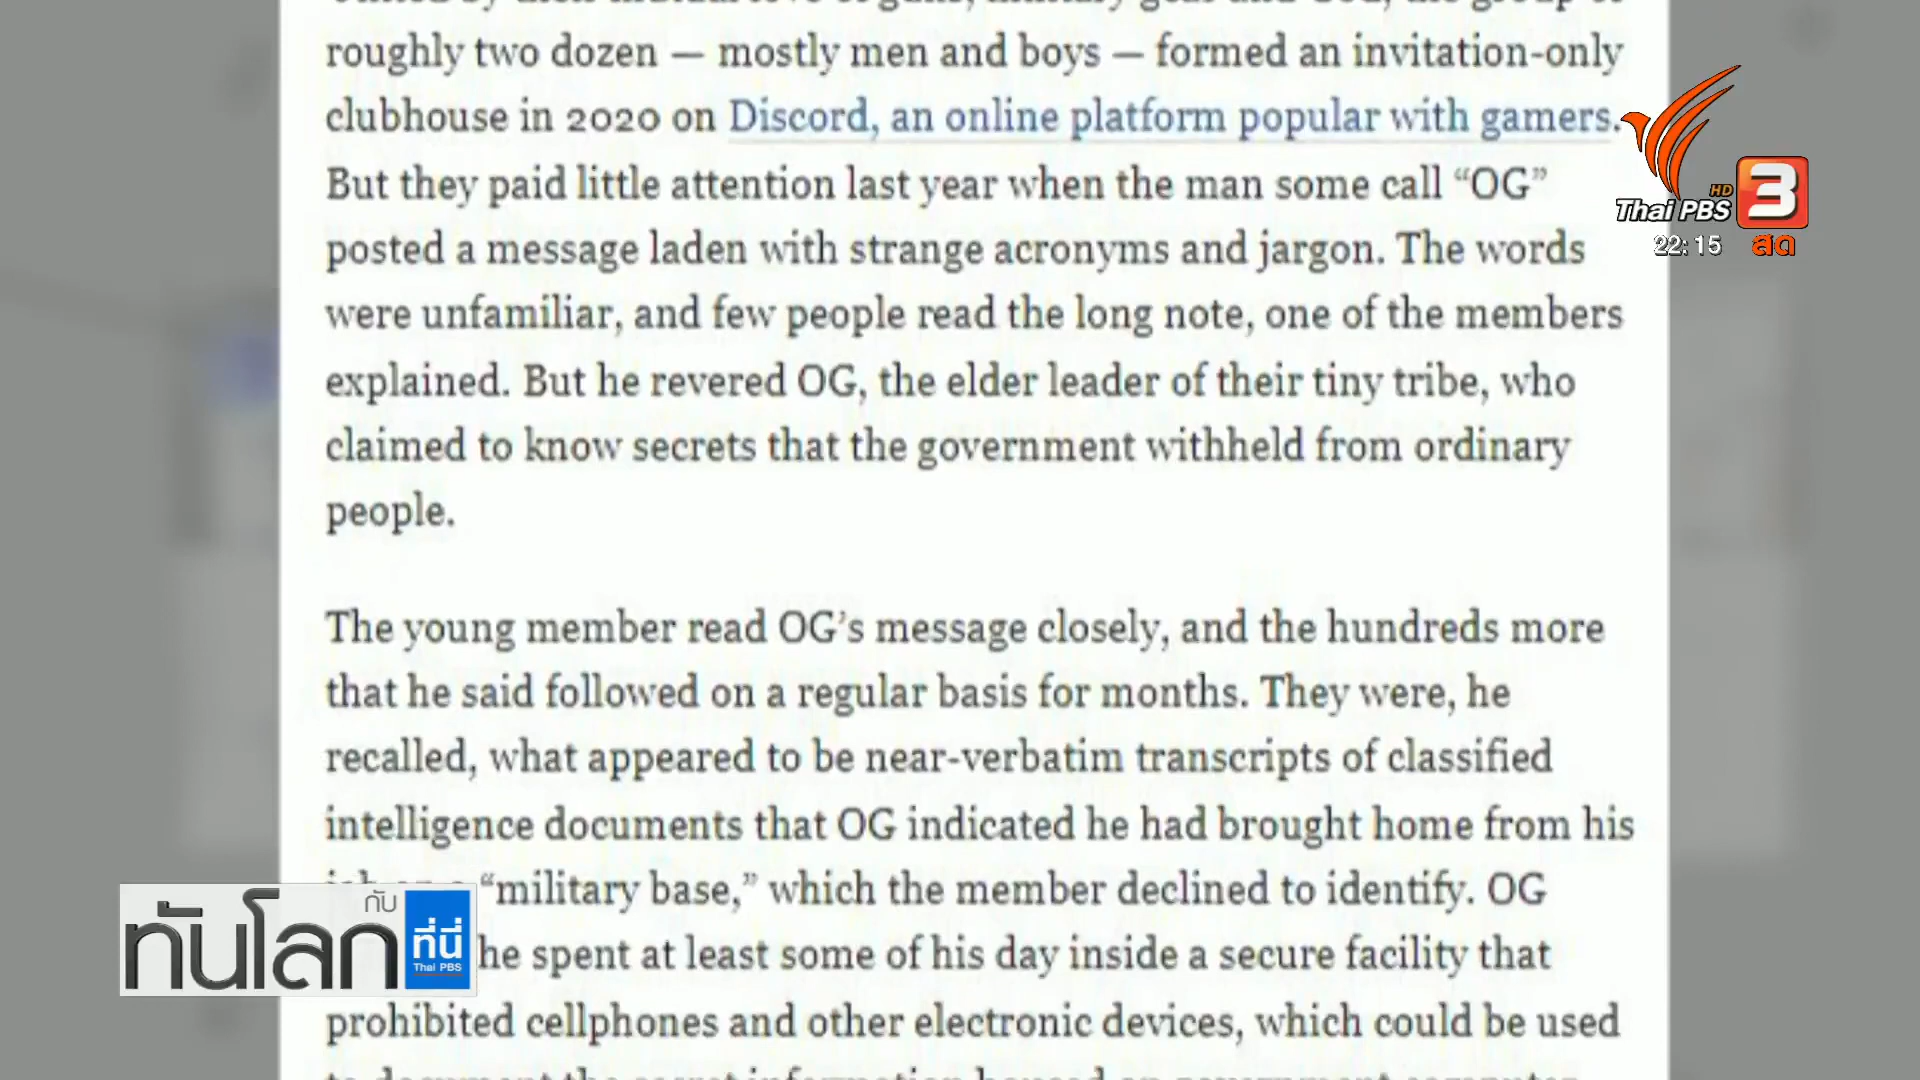 roughly two dozen — mostly men and boys — formed an invitation-only
clubhouse in 2020 on Discord, an online platform popular with gamers.
But they paid little attention last year when the man some call “OG”
posted a message laden with strange acronyms and jargon. The words
were unfamiliar, and few people read the long note, one of the members
explained. But he revered OG, the elder leader of their tiny tribe, who
claimed to know secrets that the government withheld from ordinary
people.
The young member read OG’s message closely, and the hundreds more
that he said followed on a regular basis for months. They were, he
recalled, what appeared to be near-verbatim transcripts of classified
intelligence documents that OG indicated he had brought home from his
“military base,” which the member declined to identify. OG
he spent at least some of his day inside a secure facility that
prohibited cellphones and other electronic devices, which could be used
HD
Thai PBS 3
22:15 สด
ทันโลก กับ ที่นี่
Thai PBS